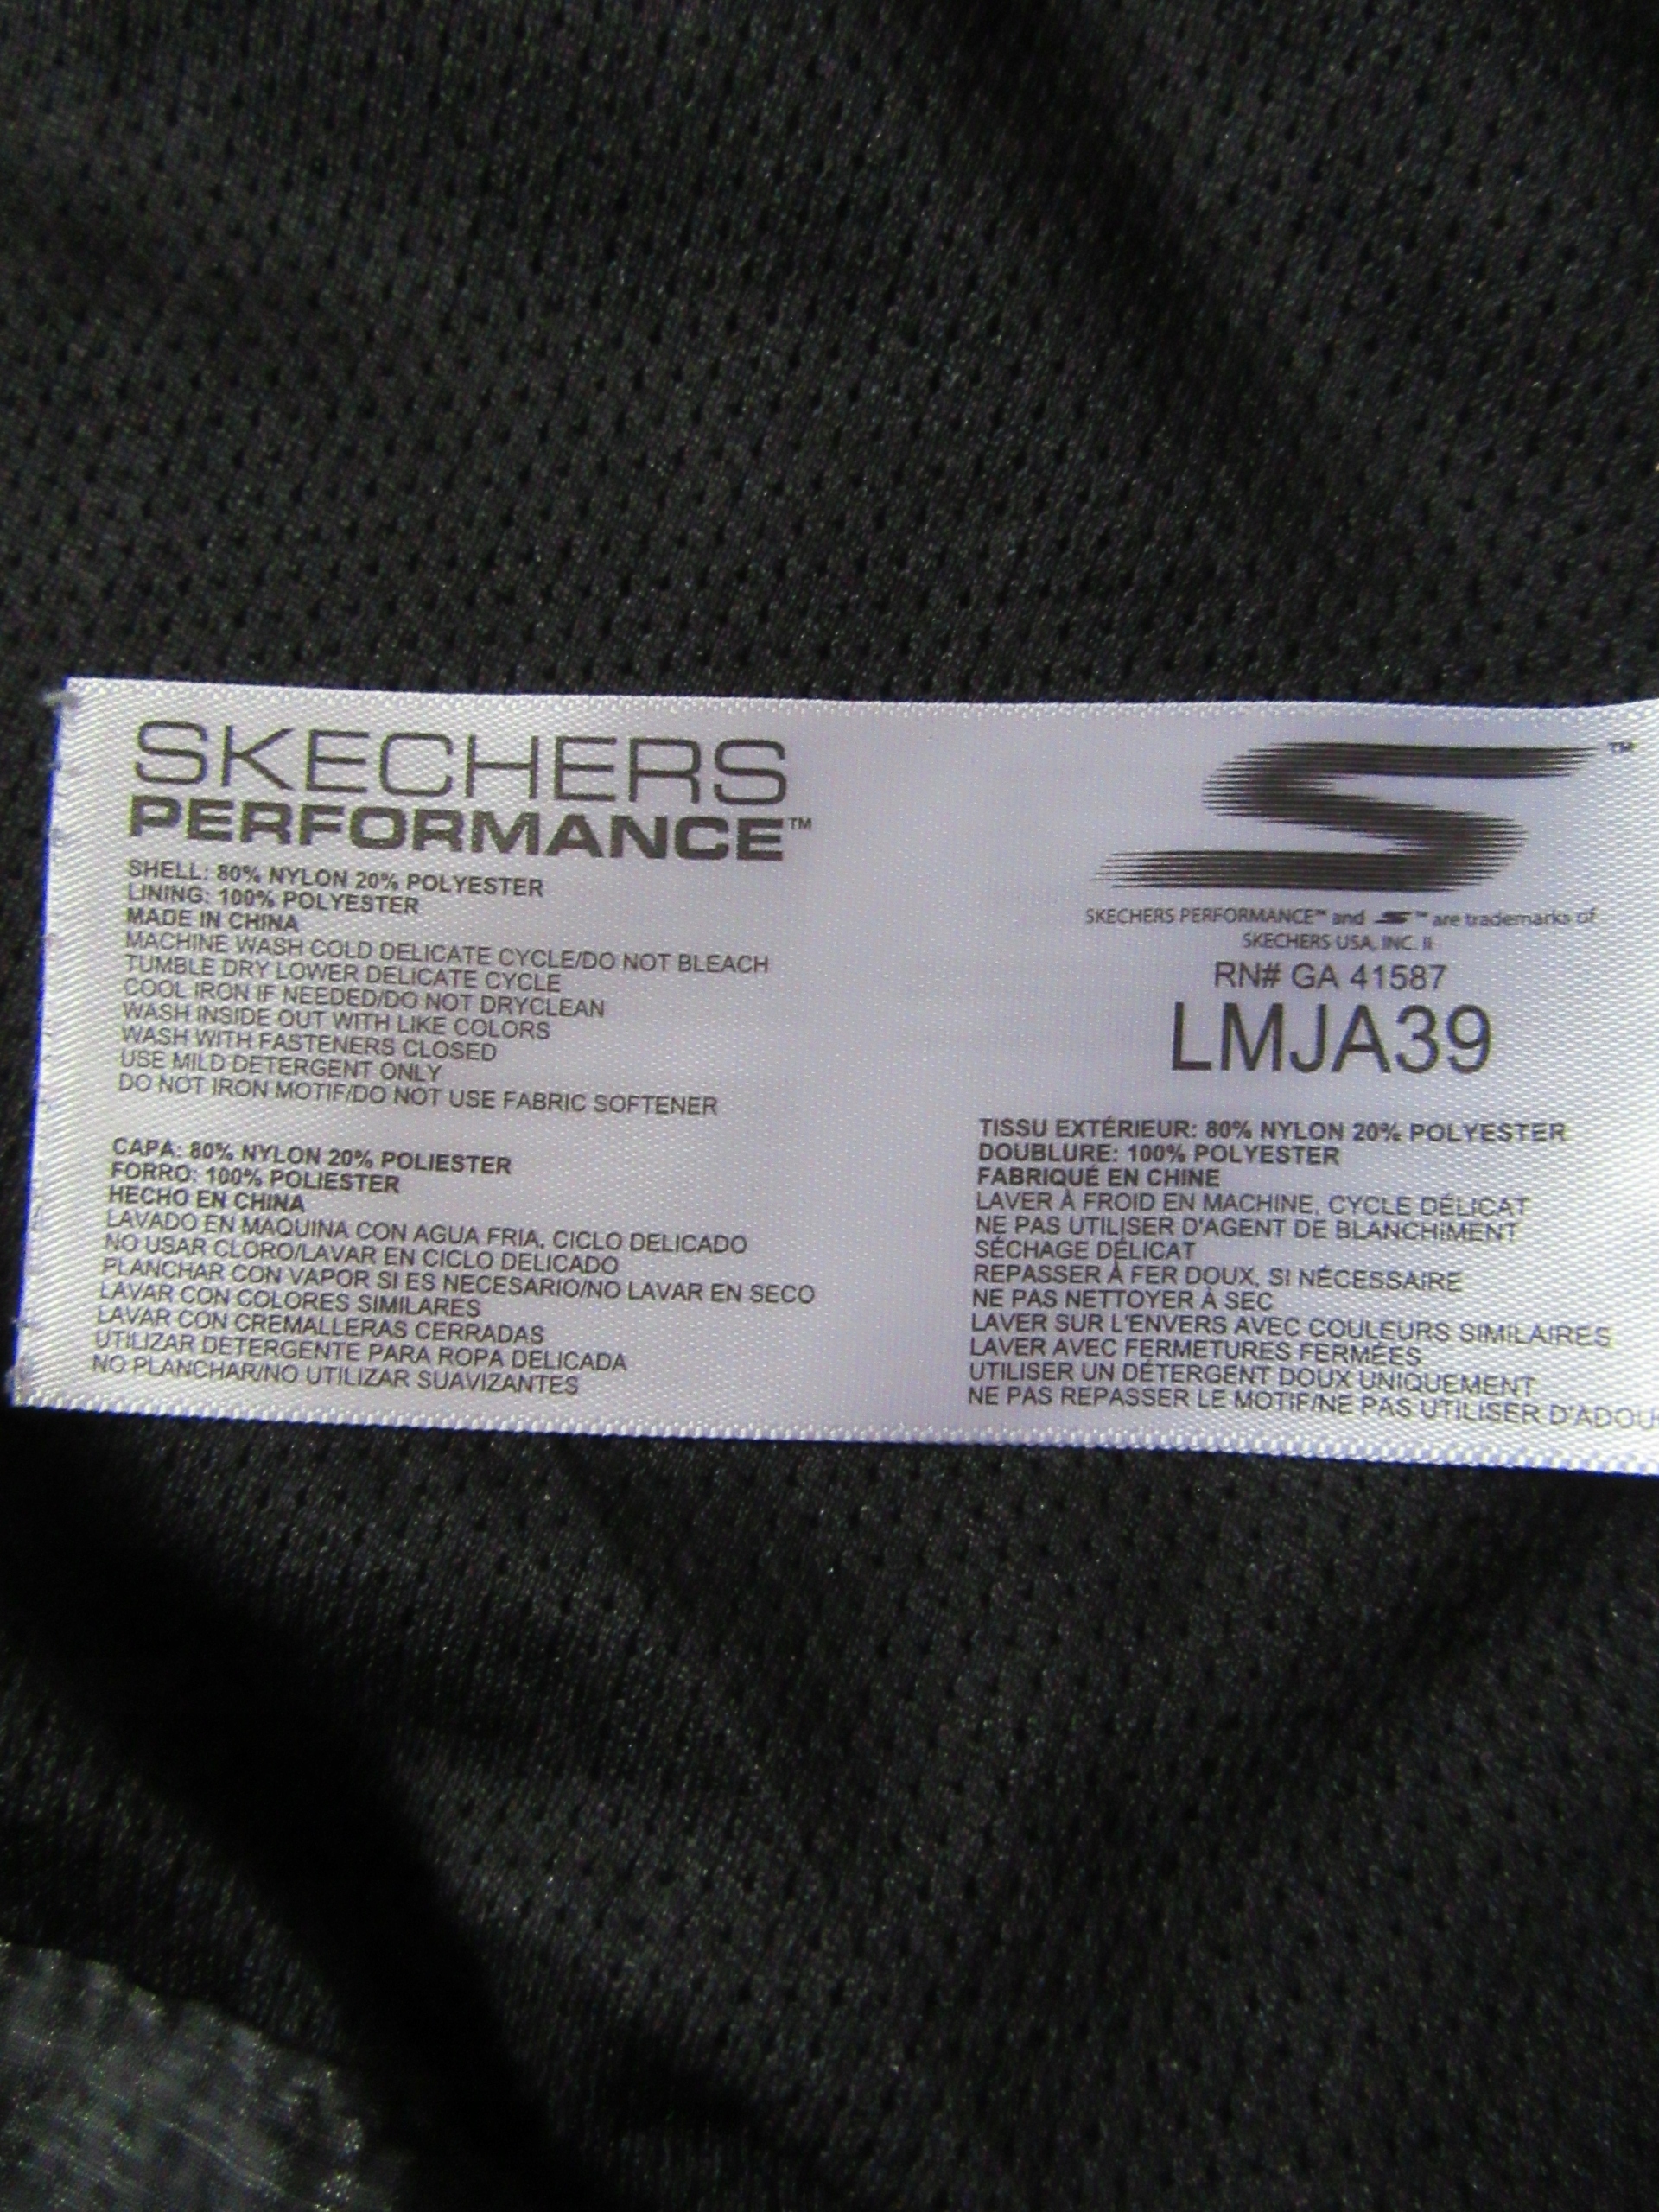 SKECHERS
PERFORMANCE™
SHELL: 80% NYLON 20% POLYESTER
LINING: 100% POLYESTER
MADE IN CHINA
MACHINE WASH COLD DELICATE CYCLE/DO NOT BLEACH
TUMBLE DRY LOWER DELICATE CYCLE
COOL IRON IF NEEDED/DO NOT DRYCLEAN
WASH INSIDE OUT WITH LIKE COLORS
WASH WITH FASTENERS CLOSED
USE MILD DETERGENT ONLY
DO NOT IRON MOTIF/DO NOT USE FABRIC SOFTENER
CAPA: 80% NYLON 20% POLIESTER
FORRO: 100% POLIESTER
HECHO EN CHINA
LAVADO EN MAQUINA CON AGUA FRIA, CICLO DELICADO
NO USAR CLORO/LAVAR EN CICLO DELICADO
PLANCHAR CON VAPOR SI ES NECESARIO/NO LAVAR EN SECO
LAVAR CON COLORES SIMILARES
LAVAR CON CREMALLERAS CERRADAS
UTILIZAR DETERGENTE PARA ROPA DELICADA
NO PLANCHAR/NO UTILIZAR SUAVIZANTES
™
SKECHERS PERFORMANCE™ and S™ are trademarks of
SKECHERS USA, INC. II
RN# GA 41587
LMJA39
TISSU EXTÉRIEUR: 80% NYLON 20% POLYESTER
DOUBLURE: 100% POLYESTER
FABRIQUÉ EN CHINE
LAVER À FROID EN MACHINE, CYCLE DÉLICAT
NE PAS UTILISER D'AGENT DE BLANCHIMENT
SÉCHAGE DÉLICAT
REPASSER À FER DOUX, SI NÉCESSAIRE
NE PAS NETTOYER À SEC
LAVER SUR L'ENVERS AVEC COULEURS SIMILAIRES
LAVER AVEC FERMETURES FERMÉES
UTILISER UN DÉTERGENT DOUX UNIQUEMENT
NE PAS REPASSER LE MOTIF/NE PAS UTILISER D'ADOU